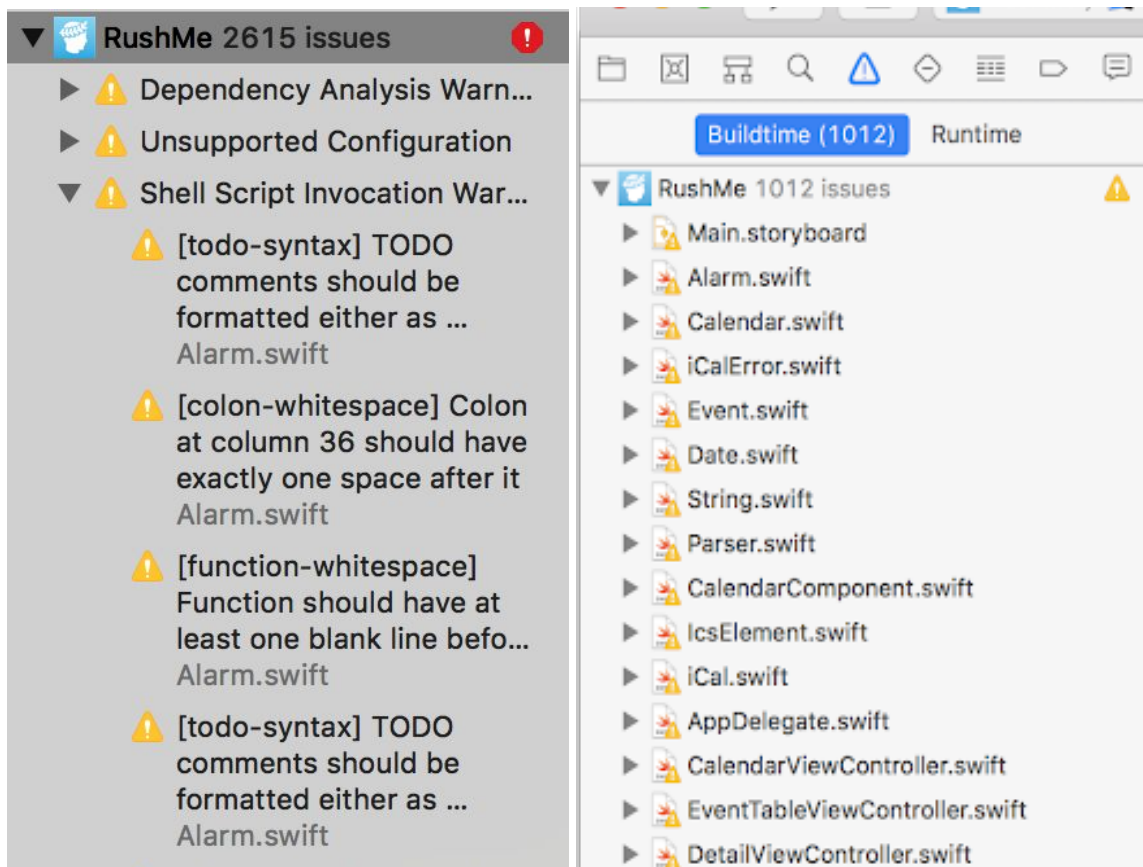 RushMe 2615 issues
Dependency Analysis Warn...
Unsupported Configuration
Shell Script Invocation War...
[todo-syntax] TODO
comments should be
formatted either as ...
Alarm.swift
[colon-whitespace] Colon
at column 36 should have
exactly one space after it
Alarm.swift
[function-whitespace]
Function should have at
least one blank line befo...
Alarm.swift
[todo-syntax] TODO
comments should be
formatted either as ...
Alarm.swift
Buildtime (1012) Runtime
RushMe 1012 issues
Main.storyboard
Alarm.swift
Calendar.swift
iCalError.swift
Event.swift
Date.swift
String.swift
Parser.swift
CalendarComponent.swift
IcsElement.swift
iCal.swift
AppDelegate.swift
CalendarViewController.swift
EventTableViewController.swift
DetailViewController.swift